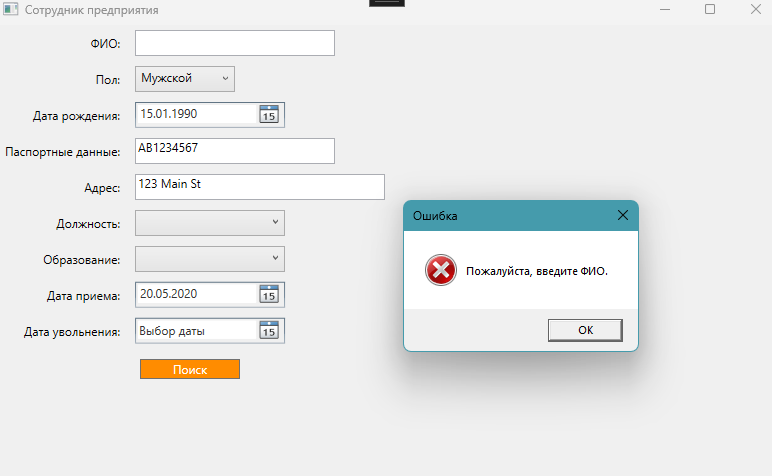 Сотрудник предприятия
ФИО:
Пол: Мужской
Дата рождения: 15.01.1990 15
Паспортные данные: AB1234567
Адрес: 123 Main St
Должность:
Образование:
Дата приема: 20.05.2020 15
Дата увольнения: Выбор даты 15
Поиск
Ошибка
Пожалуйста, введите ФИО.
OK